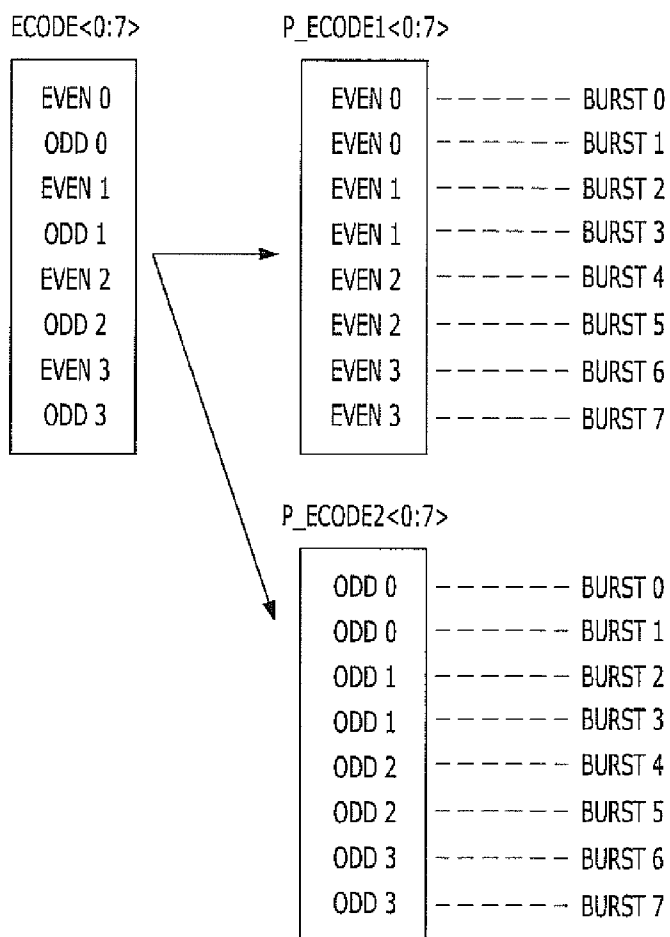 ECODE<0:7>
EVEN 0
ODD 0
EVEN 1
ODD 1
EVEN 2
ODD 2
EVEN 3
ODD 3
P_ECODE1<0:7>
EVEN 0 BURST 0
EVEN 0 BURST 1
EVEN 1 BURST 2
EVEN 1 BURST 3
EVEN 2 BURST 4
EVEN 2 BURST 5
EVEN 3 BURST 6
EVEN 3 BURST 7
P_ECODE2<0:7>
ODD 0 BURST 0
ODD 0 BURST 1
ODD 1 BURST 2
ODD 1 BURST 3
ODD 2 BURST 4
ODD 2 BURST 5
ODD 3 BURST 6
ODD 3 BURST 7